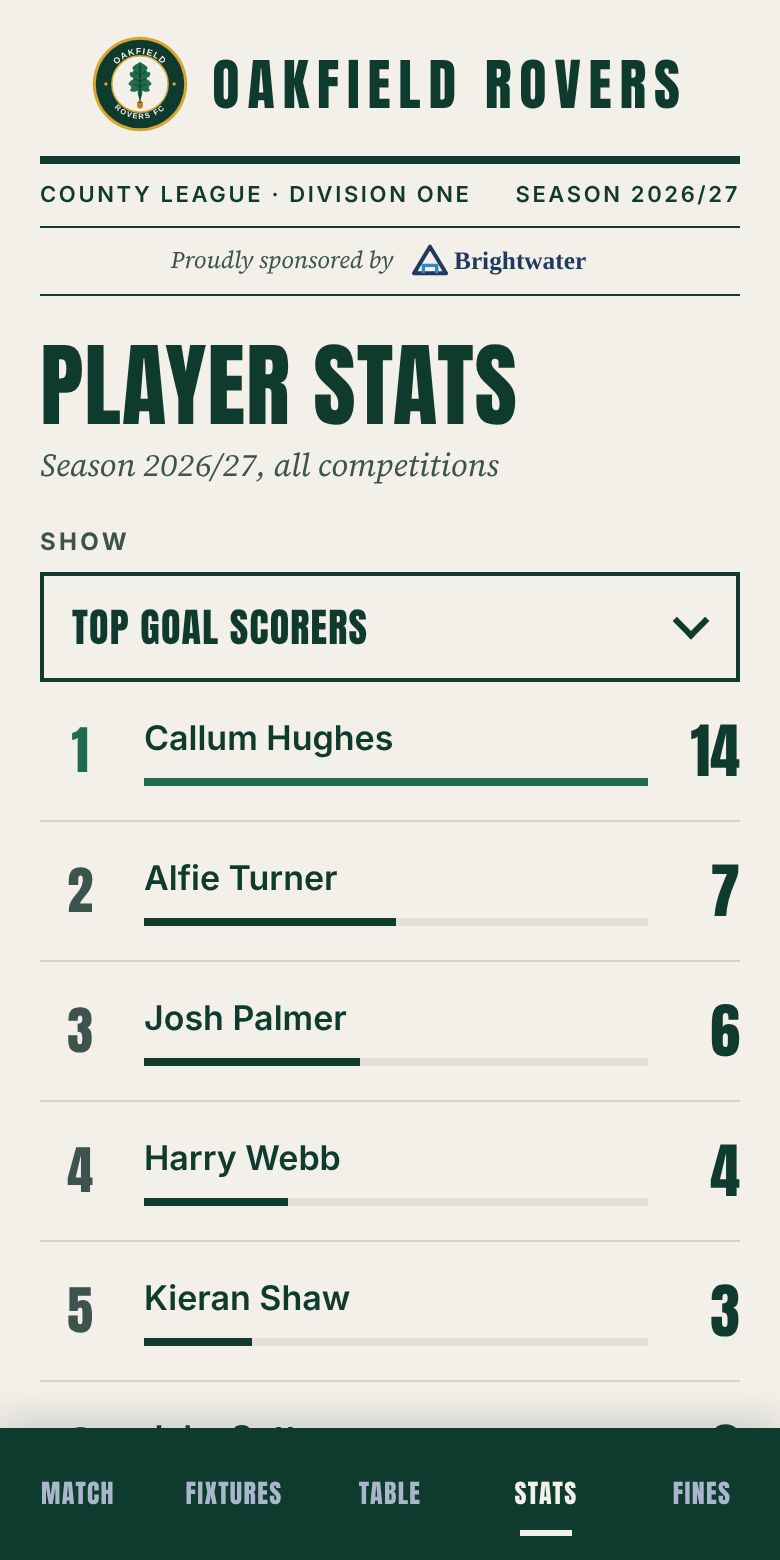 OAKFIELD
ROVERS FC
OAKFIELD ROVERS
COUNTY LEAGUE · DIVISION ONE SEASON 2026/27
Proudly sponsored by Brightwater
PLAYER STATS
Season 2026/27, all competitions
SHOW
TOP GOAL SCORERS
1 Callum Hughes 14
2 Alfie Turner 7
3 Josh Palmer 6
4 Harry Webb 4
5 Kieran Shaw 3
MATCH FIXTURES TABLE STATS FINES